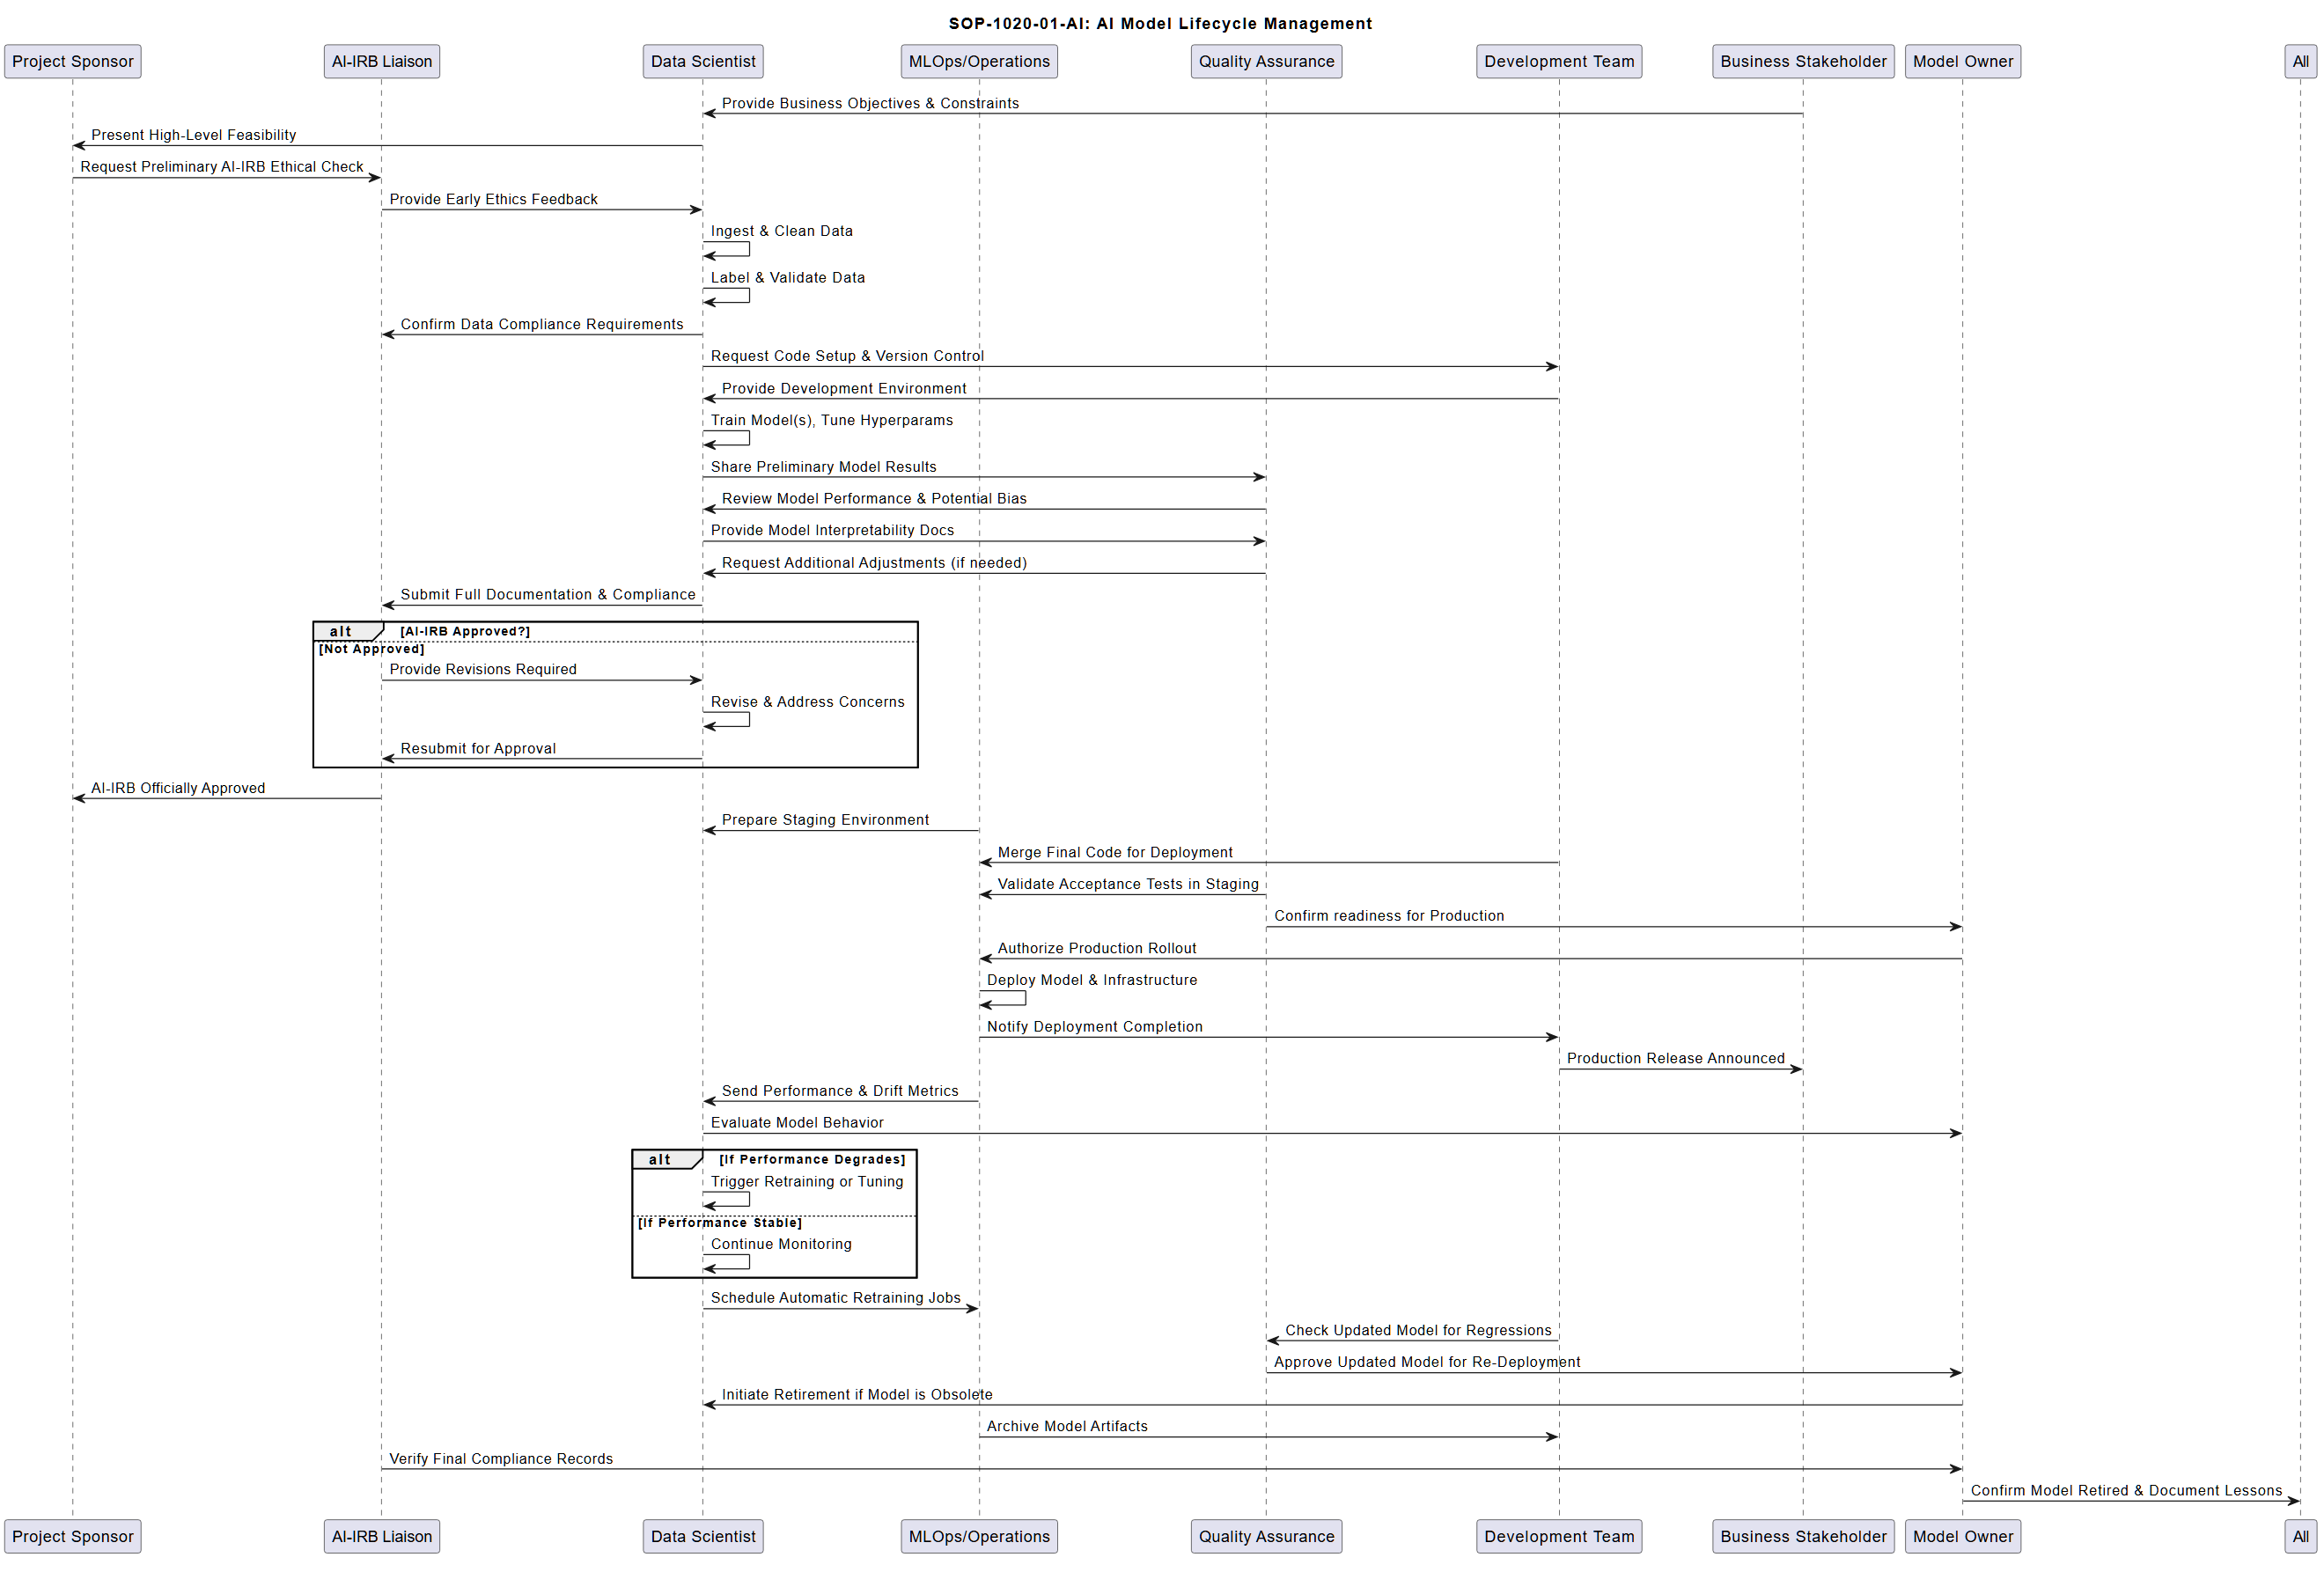 SOP-1020-01-AI: AI Model Lifecycle Management
Project Sponsor
AI-IRB Liaison
Data Scientist
MLOps/Operations
Quality Assurance
Development Team
Business Stakeholder
Model Owner
All
Provide Business Objectives & Constraints
Present High-Level Feasibility
Request Preliminary AI-IRB Ethical Check
Provide Early Ethics Feedback
Ingest & Clean Data
Label & Validate Data
Confirm Data Compliance Requirements
Request Code Setup & Version Control
Provide Development Environment
Train Model(s), Tune Hyperparams
Share Preliminary Model Results
Review Model Performance & Potential Bias
Provide Model Interpretability Docs
Request Additional Adjustments (if needed)
Submit Full Documentation & Compliance
alt [AI-IRB Approved?]
[Not Approved]
Provide Revisions Required
Revise & Address Concerns
Resubmit for Approval
AI-IRB Officially Approved
Prepare Staging Environment
Merge Final Code for Deployment
Validate Acceptance Tests in Staging
Confirm readiness for Production
Authorize Production Rollout
Deploy Model & Infrastructure
Notify Deployment Completion
Production Release Announced
Send Performance & Drift Metrics
Evaluate Model Behavior
alt [If Performance Degrades]
Trigger Retraining or Tuning
[If Performance Stable]
Continue Monitoring
Schedule Automatic Retraining Jobs
Check Updated Model for Regressions
Approve Updated Model for Re-Deployment
Initiate Retirement if Model is Obsolete
Archive Model Artifacts
Verify Final Compliance Records
Confirm Model Retired & Document Lessons
Project Sponsor
AI-IRB Liaison
Data Scientist
MLOps/Operations
Quality Assurance
Development Team
Business Stakeholder
Model Owner
All